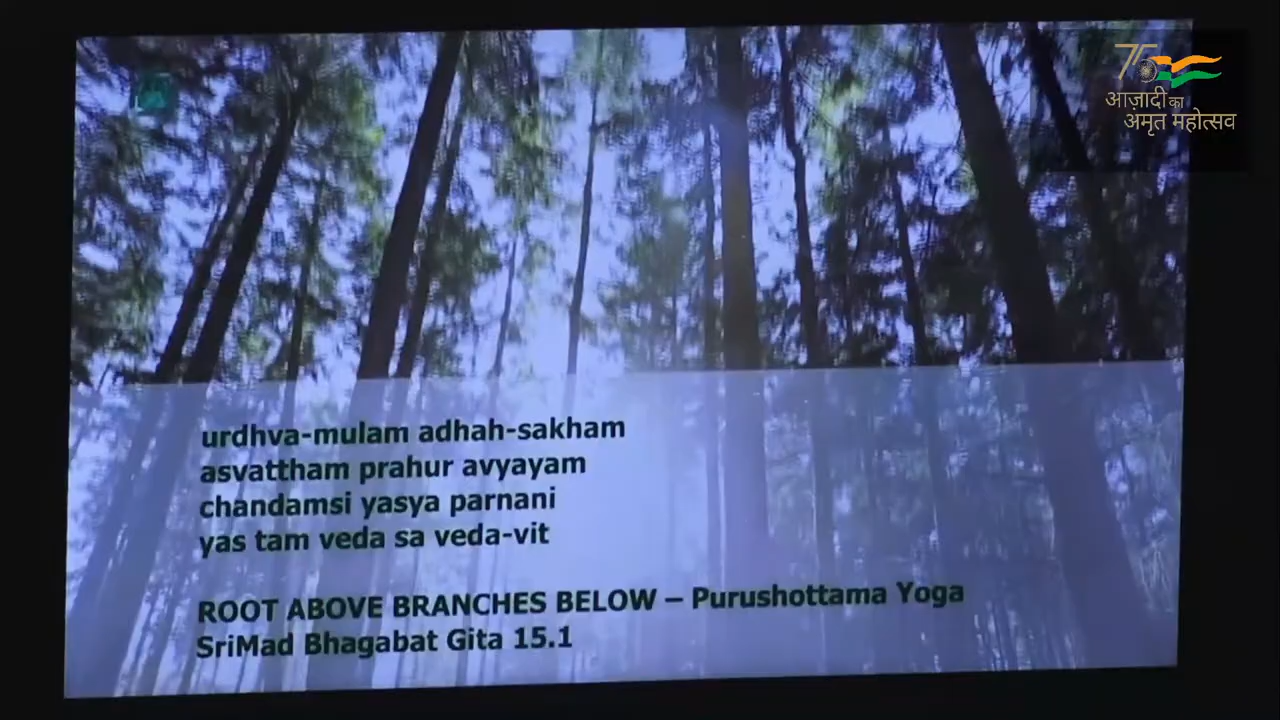 75
आज़ादी का
अमृत महोत्सव
urdhva-mulam adhah-sakham
asvattham prahur avyayam
chandamsi yasya parnani
yas tam veda sa veda-vit
ROOT ABOVE BRANCHES BELOW – Purushottama Yoga
SriMad Bhagabat Gita 15.1